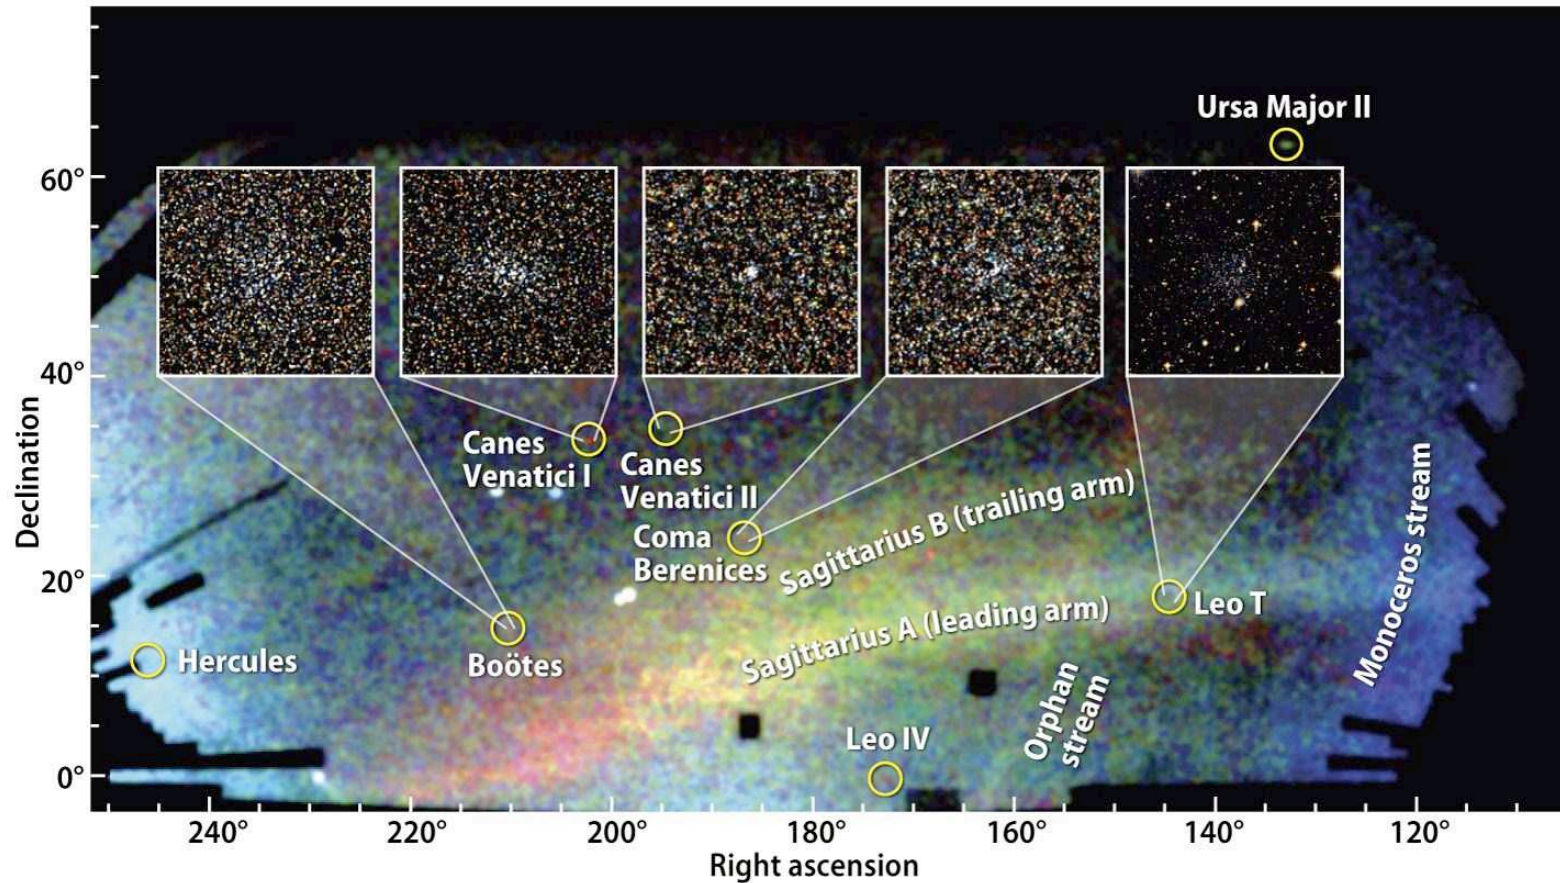 Ursa Major II
60°
40°
Canes
Venatici I
Canes
Venatici II
Coma
Berenices
Sagittarius B (trailing arm)
Sagittarius A (leading arm)
Leo T
Monoceros stream
Orphan
stream
20°
Hercules
Boötes
Leo IV
0°
Declination
240°
220°
200°
180°
160°
140°
120°
Right ascension